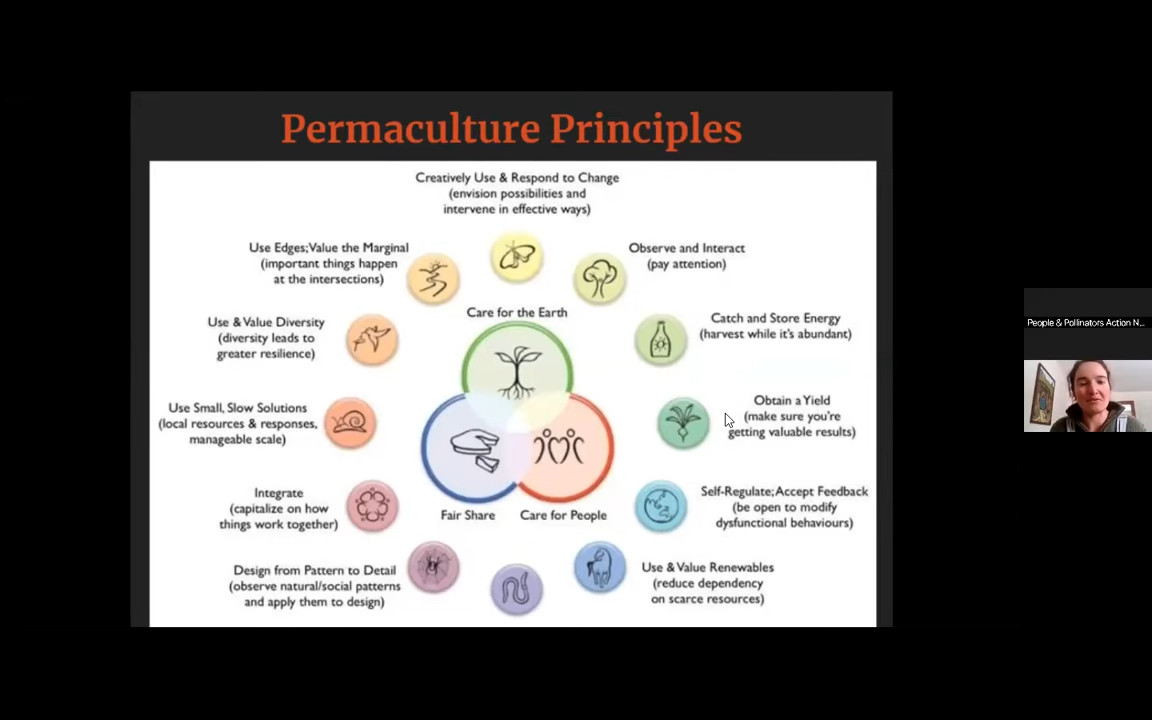 Permaculture Principles
Creatively Use & Respond to Change
(envision possibilities and
intervene in effective ways)
Use Edges; Value the Marginal
(important things happen
at the intersections)
Observe and Interact
(pay attention)
Care for the Earth
Use & Value Diversity
(diversity leads to
greater resilience)
Catch and Store Energy
(harvest while it's abundant)
Use Small, Slow Solutions
(local resources & responses,
manageable scale)
Obtain a Yield
(make sure you're
getting valuable results)
Integrate
(capitalize on how
things work together)
Fair Share
Care for People
Self-Regulate; Accept Feedback
(be open to modify
dysfunctional behaviours)
Design from Pattern to Detail
(observe natural/social patterns
and apply them to design)
Use & Value Renewables
(reduce dependency
on scarce resources)
People & Pollinators Action N...